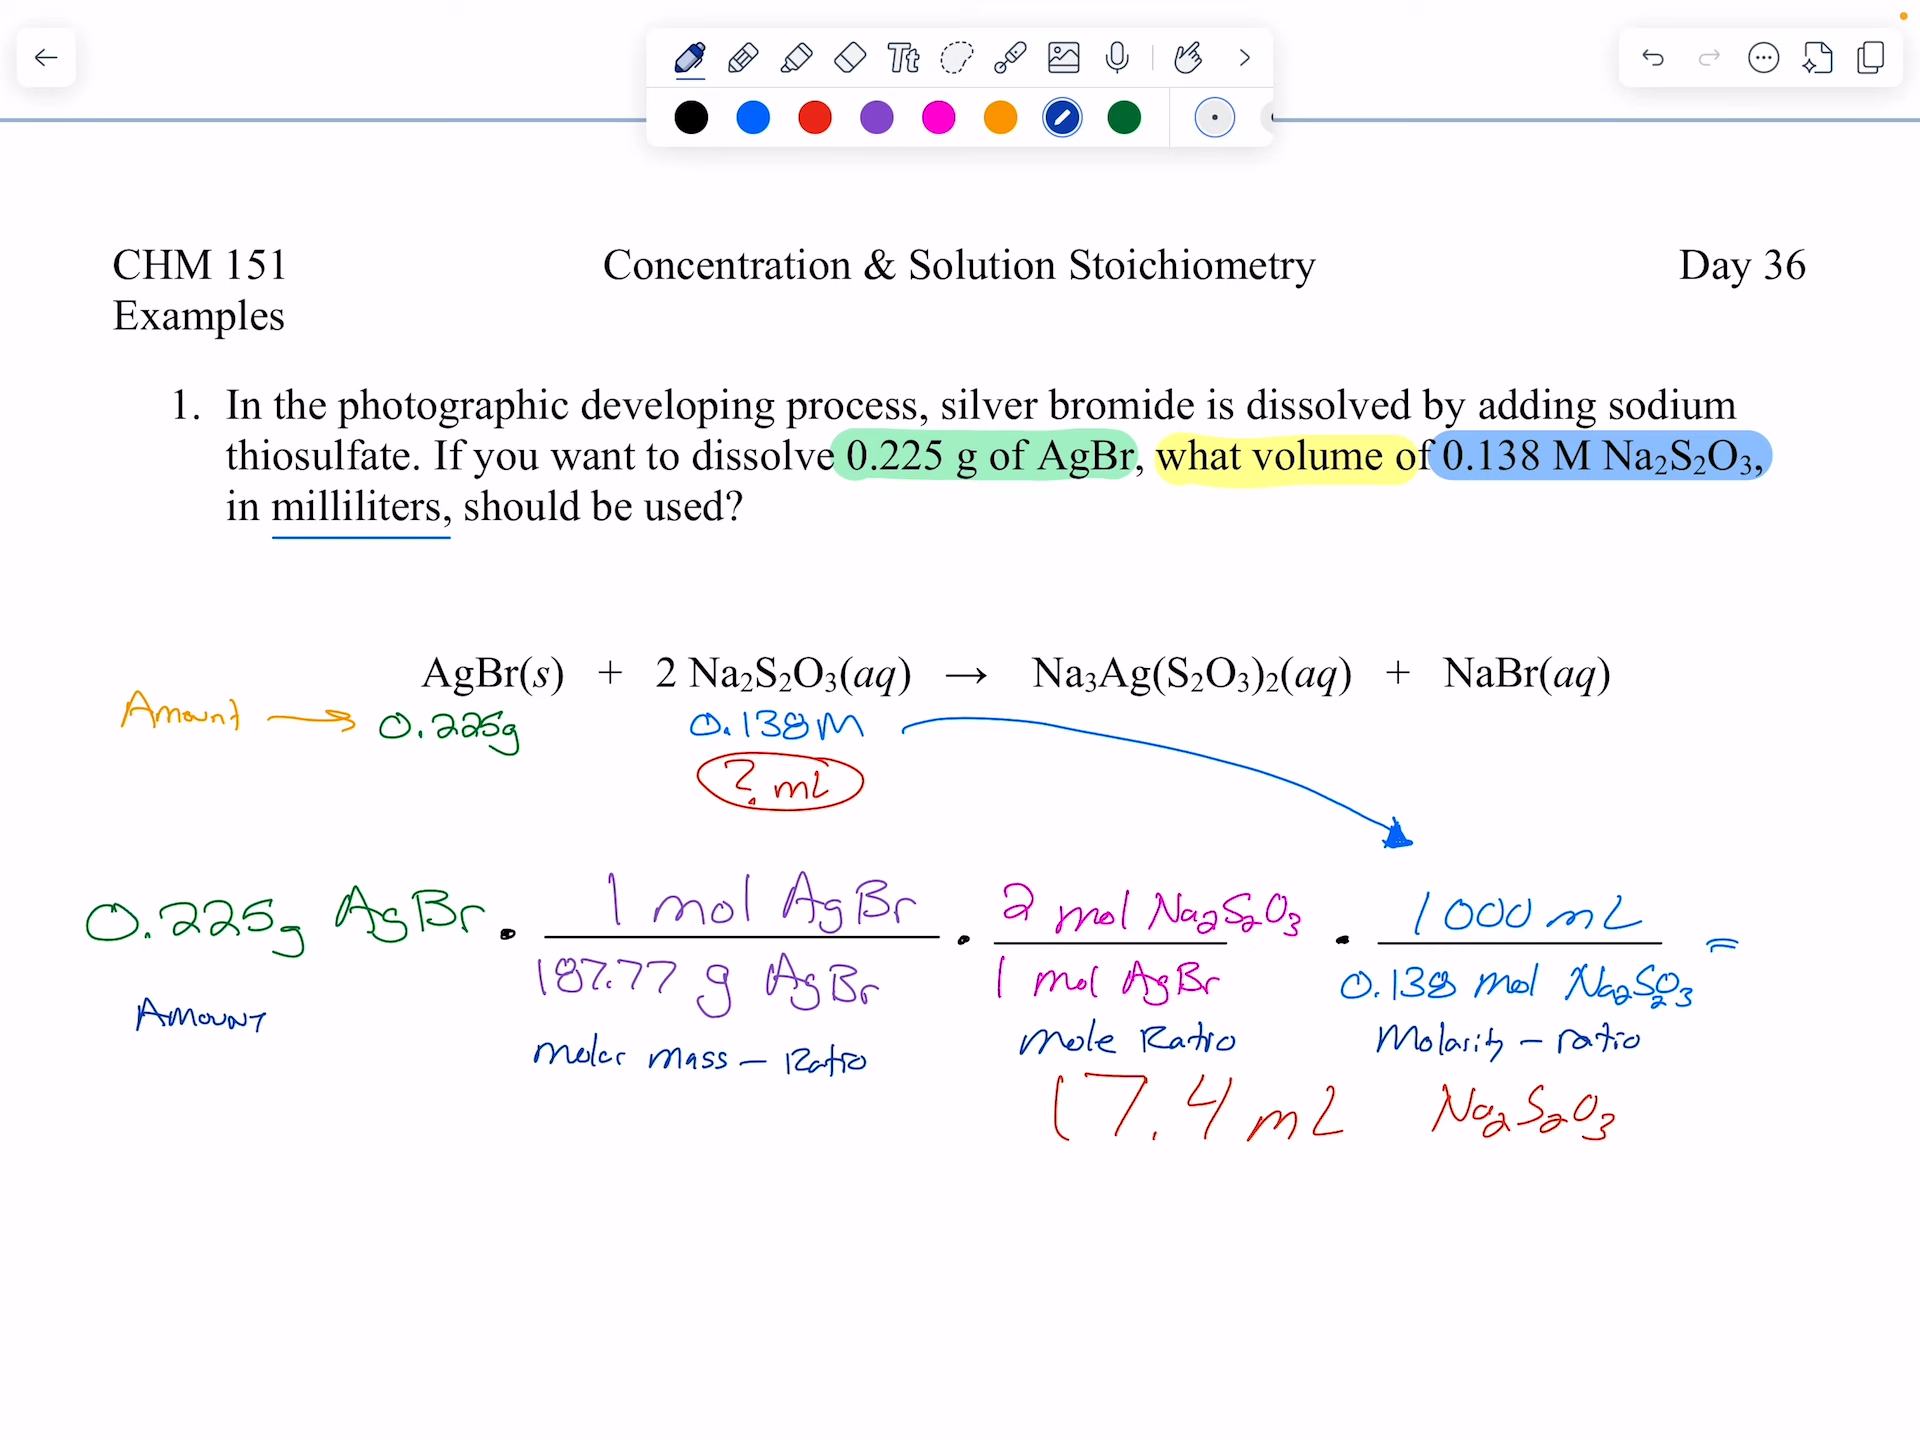 Tt
CHM 151 Concentration & Solution Stoichiometry Day 36
Examples
1. In the photographic developing process, silver bromide is dissolved by adding sodium
thiosulfate. If you want to dissolve 0.225 g of AgBr, what volume of 0.138 M Na₂S₂O₃,
in milliliters, should be used?
AgBr(s) + 2 Na₂S₂O₃(aq) → Na₃Ag(S₂O₃)₂(aq) + NaBr(aq)
Amount → 0.225g 0.138M
? mL
0.225g AgBr · 1 mol AgBr · 2 mol Na₂S₂O₃ · 1000 mL =
187.77 g AgBr 1 mol AgBr 0.138 mol Na₂S₂O₃
Amount molar mass – Ratio mole Ratio Molarity – ratio
17.4 mL Na₂S₂O₃